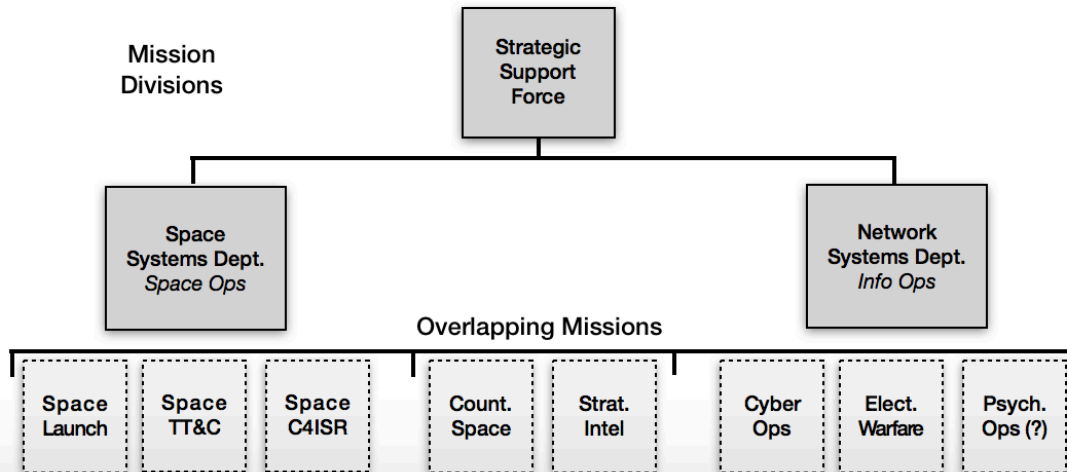 Mission
Divisions
Strategic
Support
Force
Space
Systems Dept.
Space Ops
Network
Systems Dept.
Info Ops
Overlapping Missions
Space
Launch
Space
TT&C
Space
C4ISR
Count.
Space
Strat.
Intel
Cyber
Ops
Elect.
Warfare
Psych.
Ops (?)